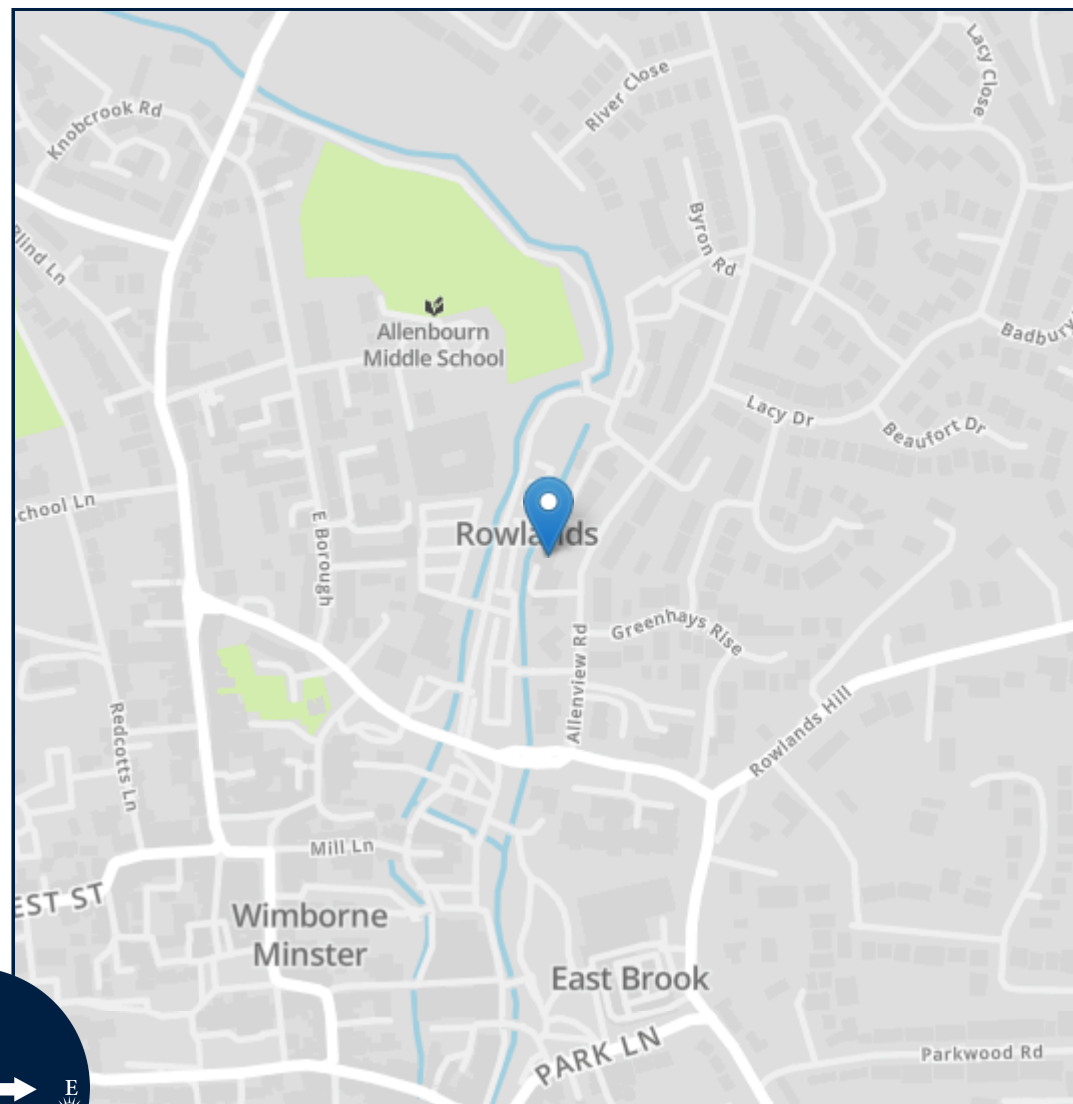 Lacy Close
River Close
Knobcrook Rd
Byron Rd
Blind Ln
Allenbourn
Middle School
Badbury
Lacy Dr
Beaufort Dr
School Ln
E Borough
Rowlands
Greenhays Rise
Allenview Rd
Redcotts Ln
Rowlands Hill
Mill Ln
EST ST
Wimborne
Minster
East Brook
PARK LN
Parkwood Rd
E